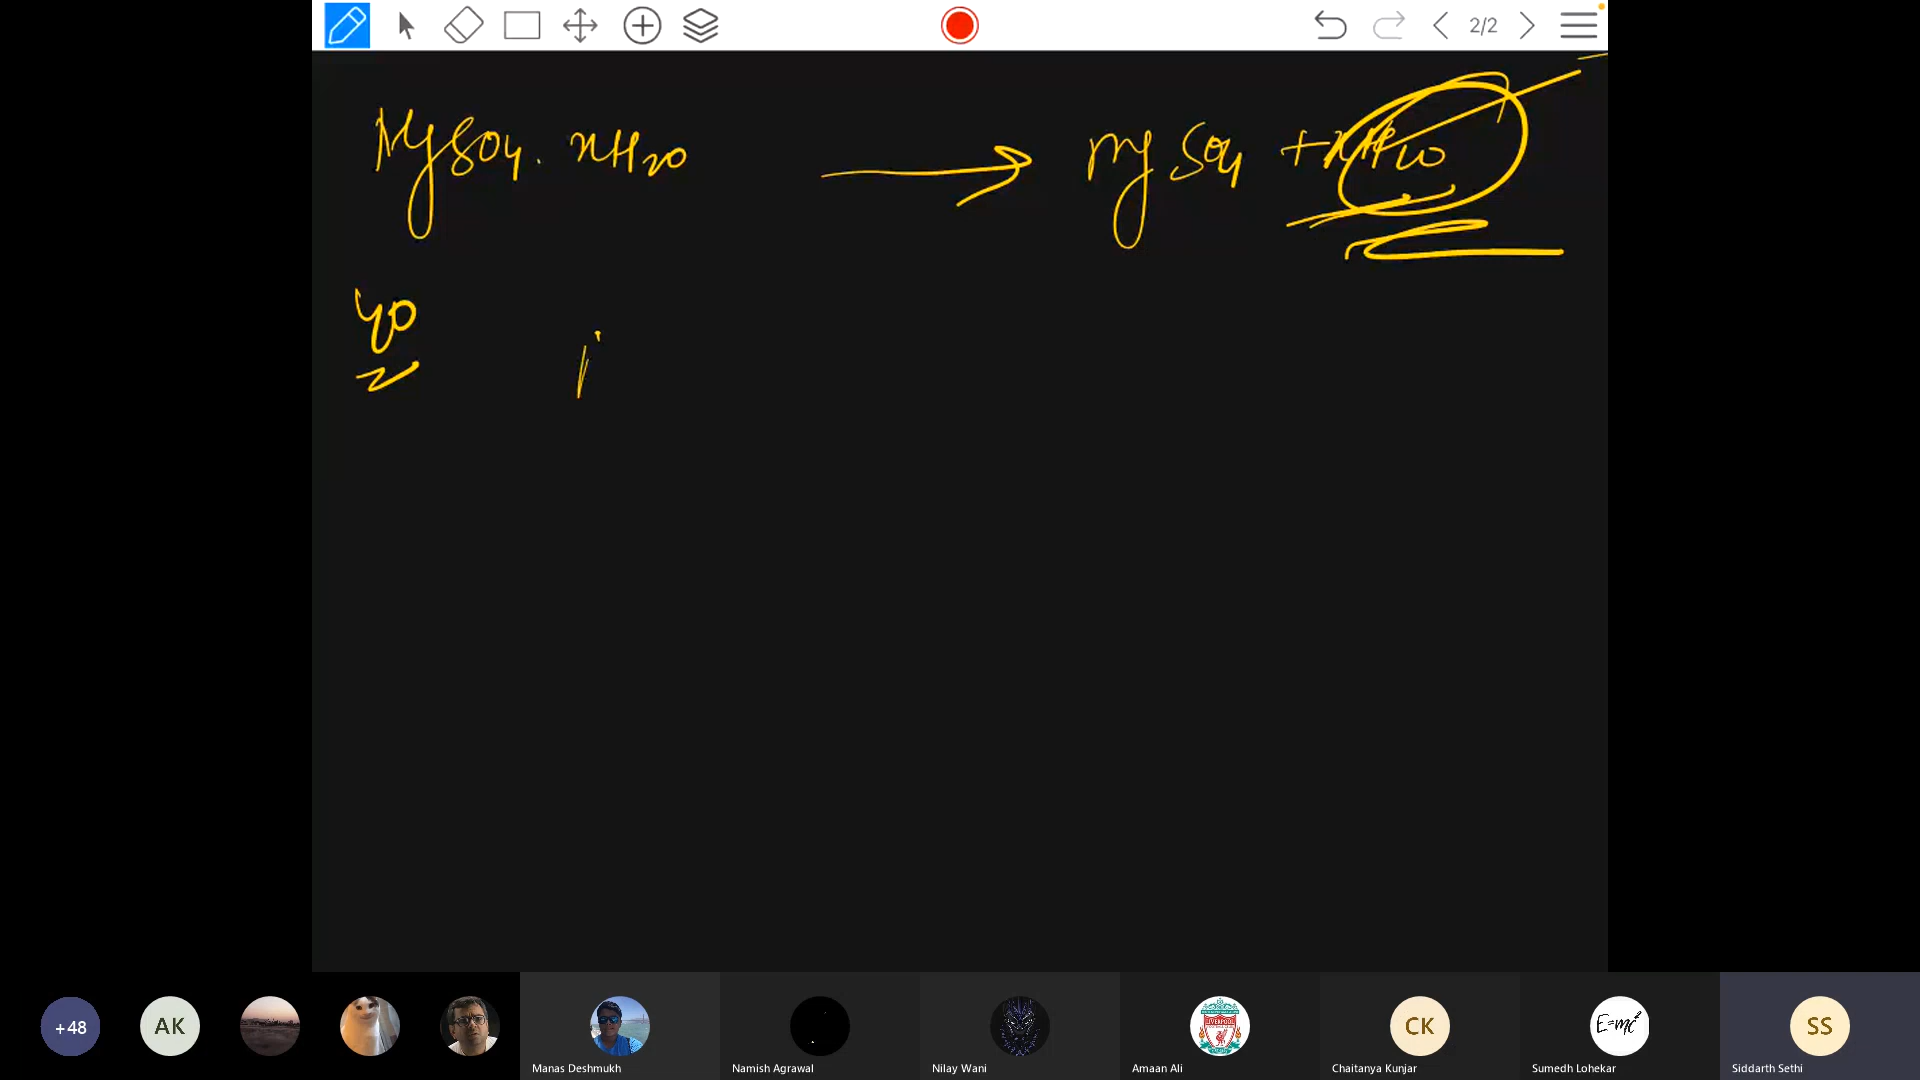 2/2
MgSO4 . xH2O → MgSO4 + xH2O
40
+48
AK
Manas Deshmukh
Namish Agrawal
Nilay Wani
LIVERPOOL
Amaan Ali
CK
Chaitanya Kunjar
E=mc²
Sumedh Lohekar
SS
Siddarth Sethi